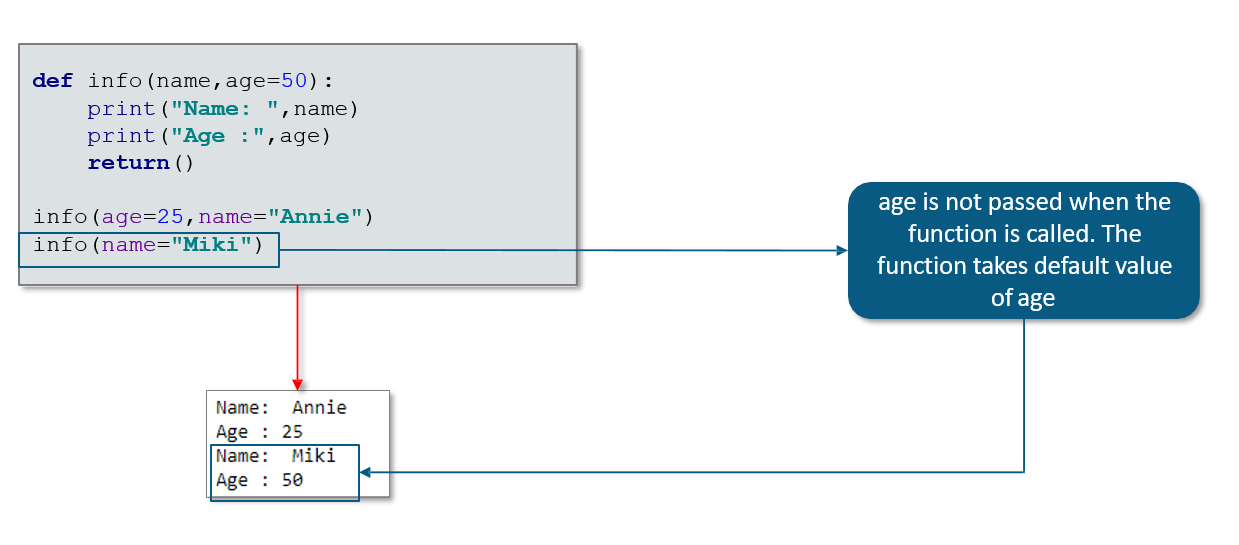 def info(name,age=50):
    print("Name: ",name)
    print("Age :",age)
    return()
info(age=25,name="Annie")
info(name="Miki")
age is not passed when the
function is called. The
function takes default value
of age
Name:  Annie
Age : 25
Name:  Miki
Age : 50